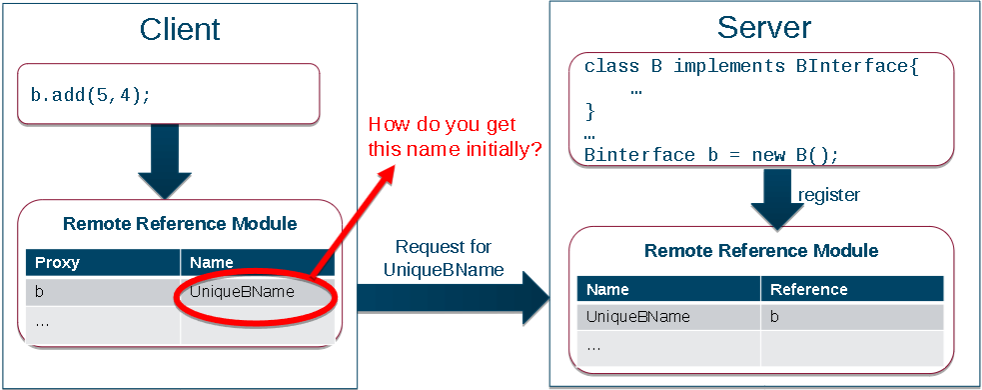 Client
b.add(5,4);
Remote Reference Module
Proxy Name
b UniqueBName
...
How do you get
this name initially?
Request for
UniqueBName
Server
class B implements BInterface{
…
}
…
Binterface b = new B();
register
Remote Reference Module
Name Reference
UniqueBName b
...